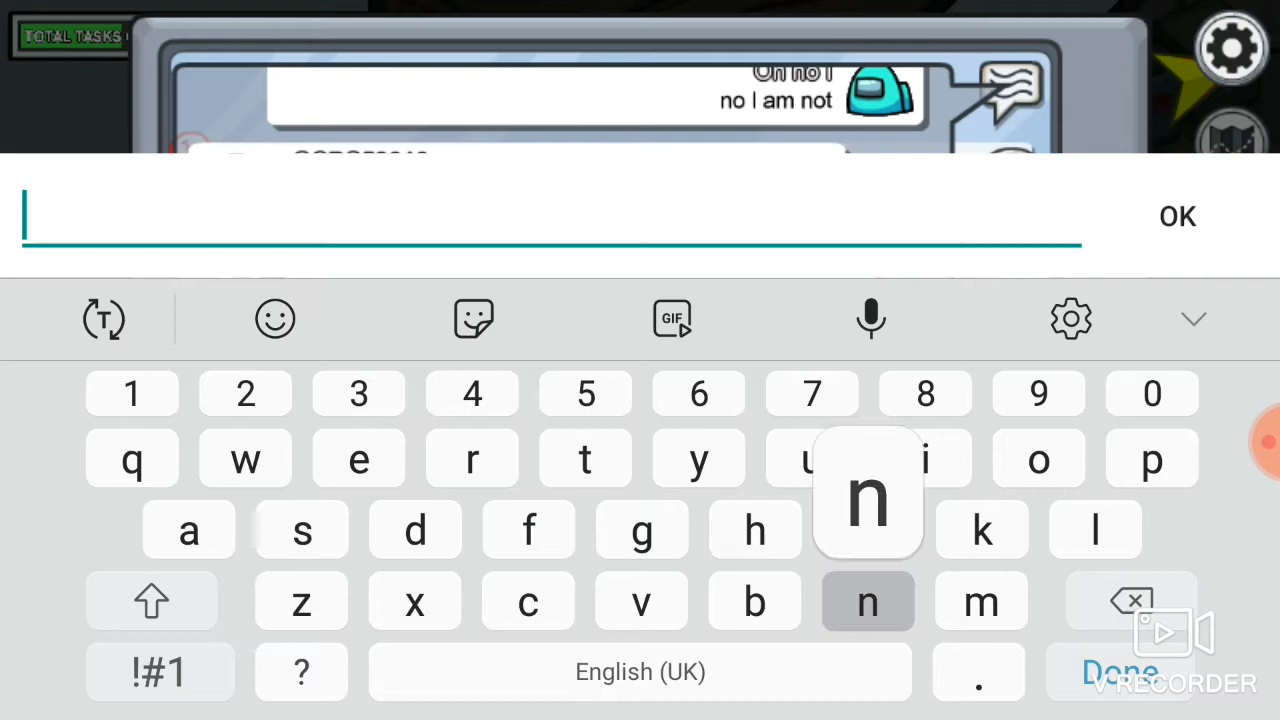 TOTAL TASKS
Oh no I
no I am not
OK
T
GIF
1 2 3 4 5 6 7 8 9 0
q w e r t y u i o p
n
a s d f g h k l
z x c v b n m
!#1 ? English (UK) . Done
V RECORDER